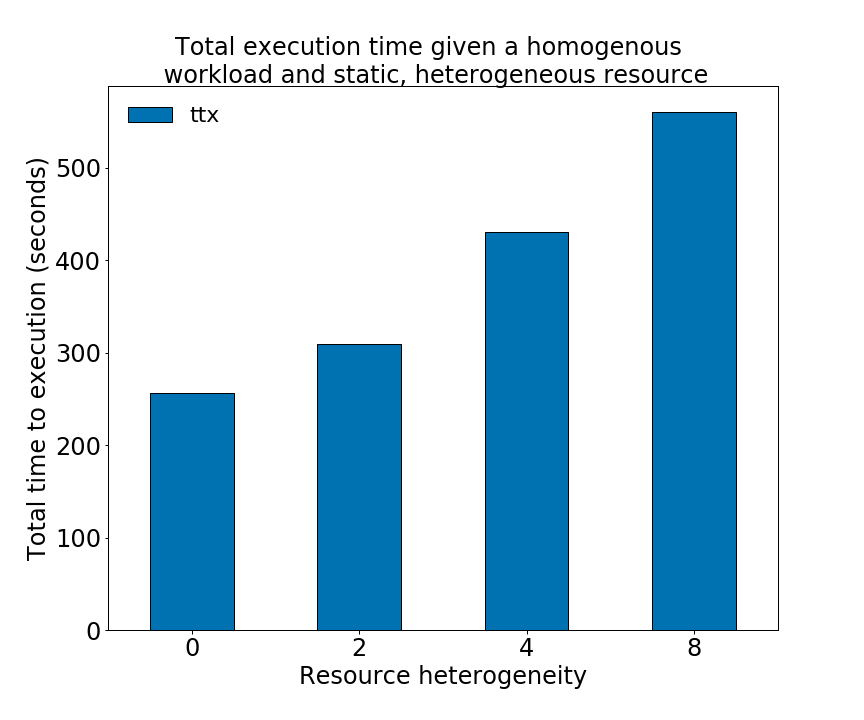 Total execution time given a homogenous
workload and static, heterogeneous resource
ttx
Total time to execution (seconds)
500
400
300
200
100
0
0 2 4 8
Resource heterogeneity